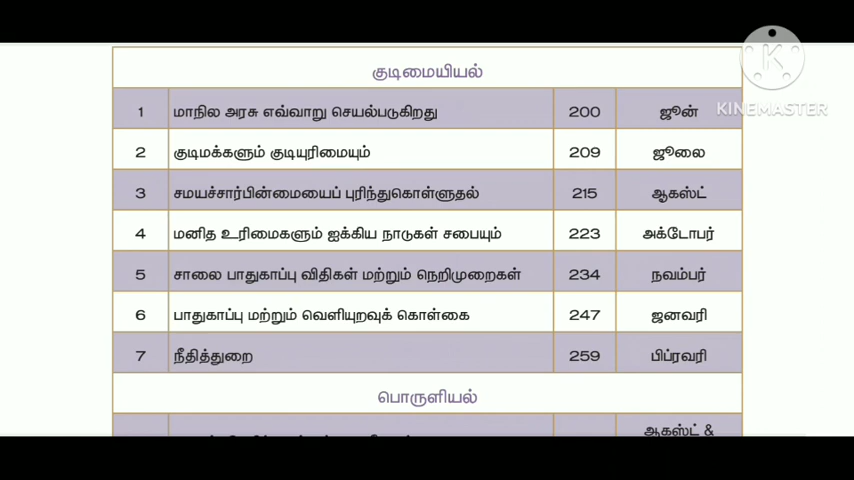 குடிமையியல்
KINEMASTER
1 மாநில அரசு எவ்வாறு செயல்படுகிறது 200 ஜூன்
2 குடிமக்களும் குடியுரிமையும் 209 ஜூலை
3 சமயச்சார்பின்மையைப் புரிந்துகொள்ளுதல் 215 ஆகஸ்ட்
4 மனித உரிமைகளும் ஐக்கிய நாடுகள் சபையும் 223 அக்டோபர்
5 சாலை பாதுகாப்பு விதிகள் மற்றும் நெறிமுறைகள் 234 நவம்பர்
6 பாதுகாப்பு மற்றும் வெளியுறவுக் கொள்கை 247 ஜனவரி
7 நீதித்துறை 259 பிப்ரவரி
பொருளியல்
ஆகஸ்ட் &